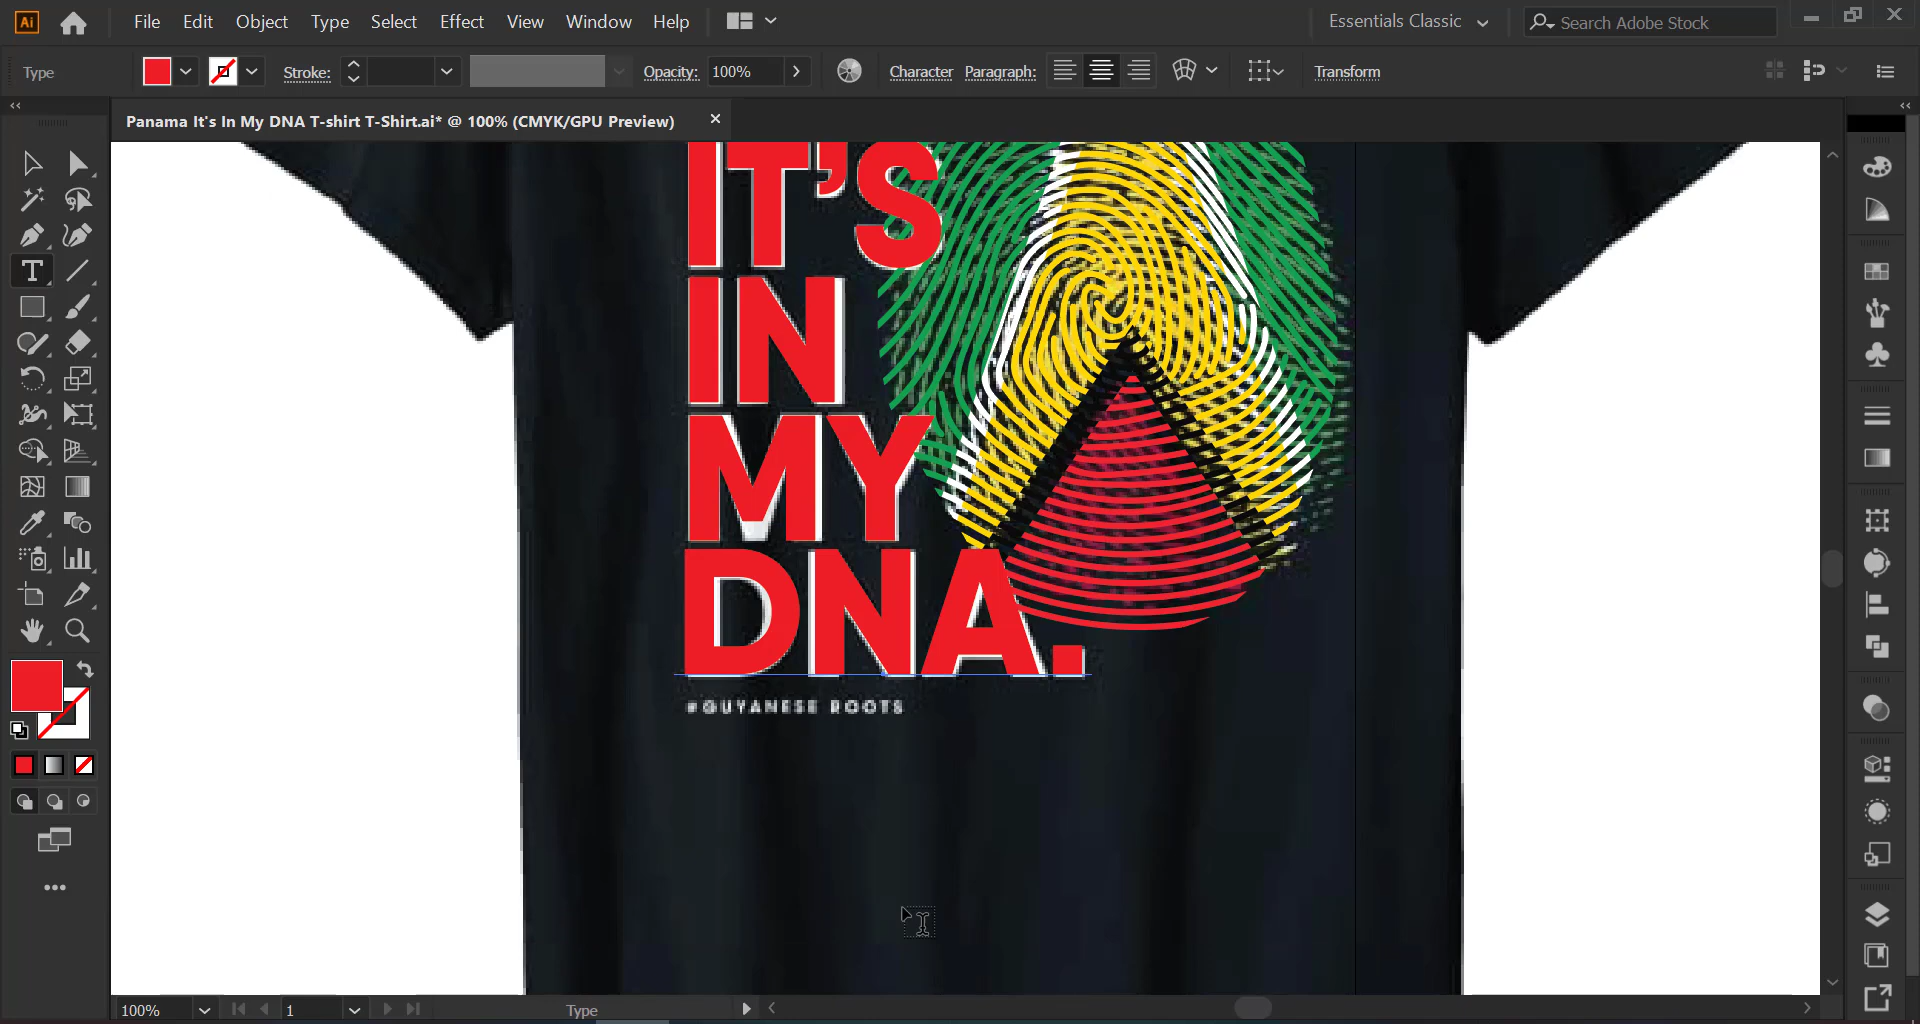 Ai File Edit Object Type Select Effect View Window Help Essentials Classic Search Adobe Stock
Type Stroke: Opacity: 100% Character Paragraph: Transform
Panama It's In My DNA T-shirt T-Shirt.ai* @ 100% (CMYK/GPU Preview)
IT'S
IN
MY
DNA.
#GUYANESE ROOTS
100% 1 Type